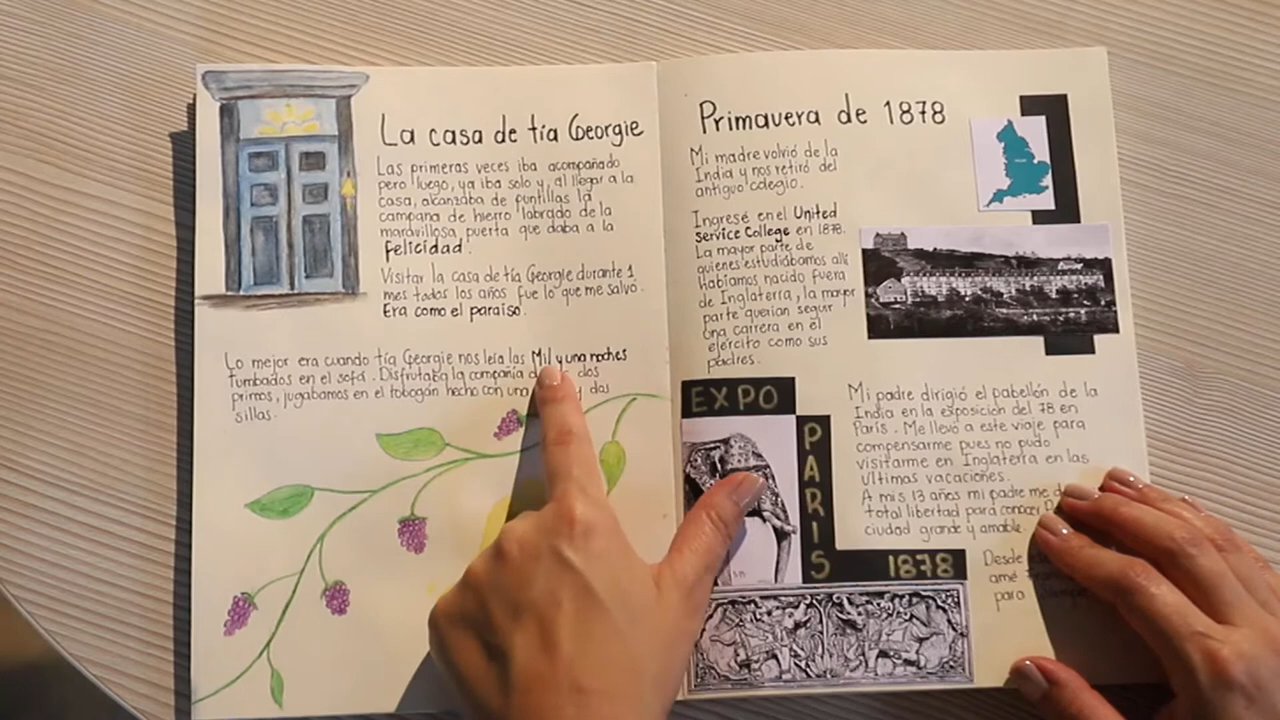 La casa de tía Georgie
Las primeras veces iba acompañado
pero luego, ya iba solo y, al llegar a la
casa, alcanzaba de puntillas la
campana de hierro labrado de la
maravillosa puerta que daba a la
felicidad.
Visitar la casa de tía Georgie durante 1
mes todos los años fue lo que me salvó.
Era como el paraíso.
Lo mejor era cuando tía Georgie nos leía las Mil y una noches
tumbados en el sofá. Disfrutaba la compañía dos
primos, jugabamos en el tobogán hecho con una y dos
sillas.
Primavera de 1878
Mi madre volvió de la
India y nos retiró del
antiguo colegio.
Ingresé en el United
service College en 1878.
La mayor parte de
quienes estudiábamos allí
habíamos nacido fuera
de Inglaterra, la mayor
parte querían seguir
una carrera en el
ejército como sus
padres.
EXPO
PARIS
1878
Mi padre dirigió el pabellón de la
India en la exposición del 78 en
París. Me llevó a este viaje para
compensarme pues no pudo
visitarme en Inglaterra en las
últimas vacaciones.
A mis 13 años mi padre me
total libertad para conocer
ciudad grande y amable.
Desde
amé
para siempre